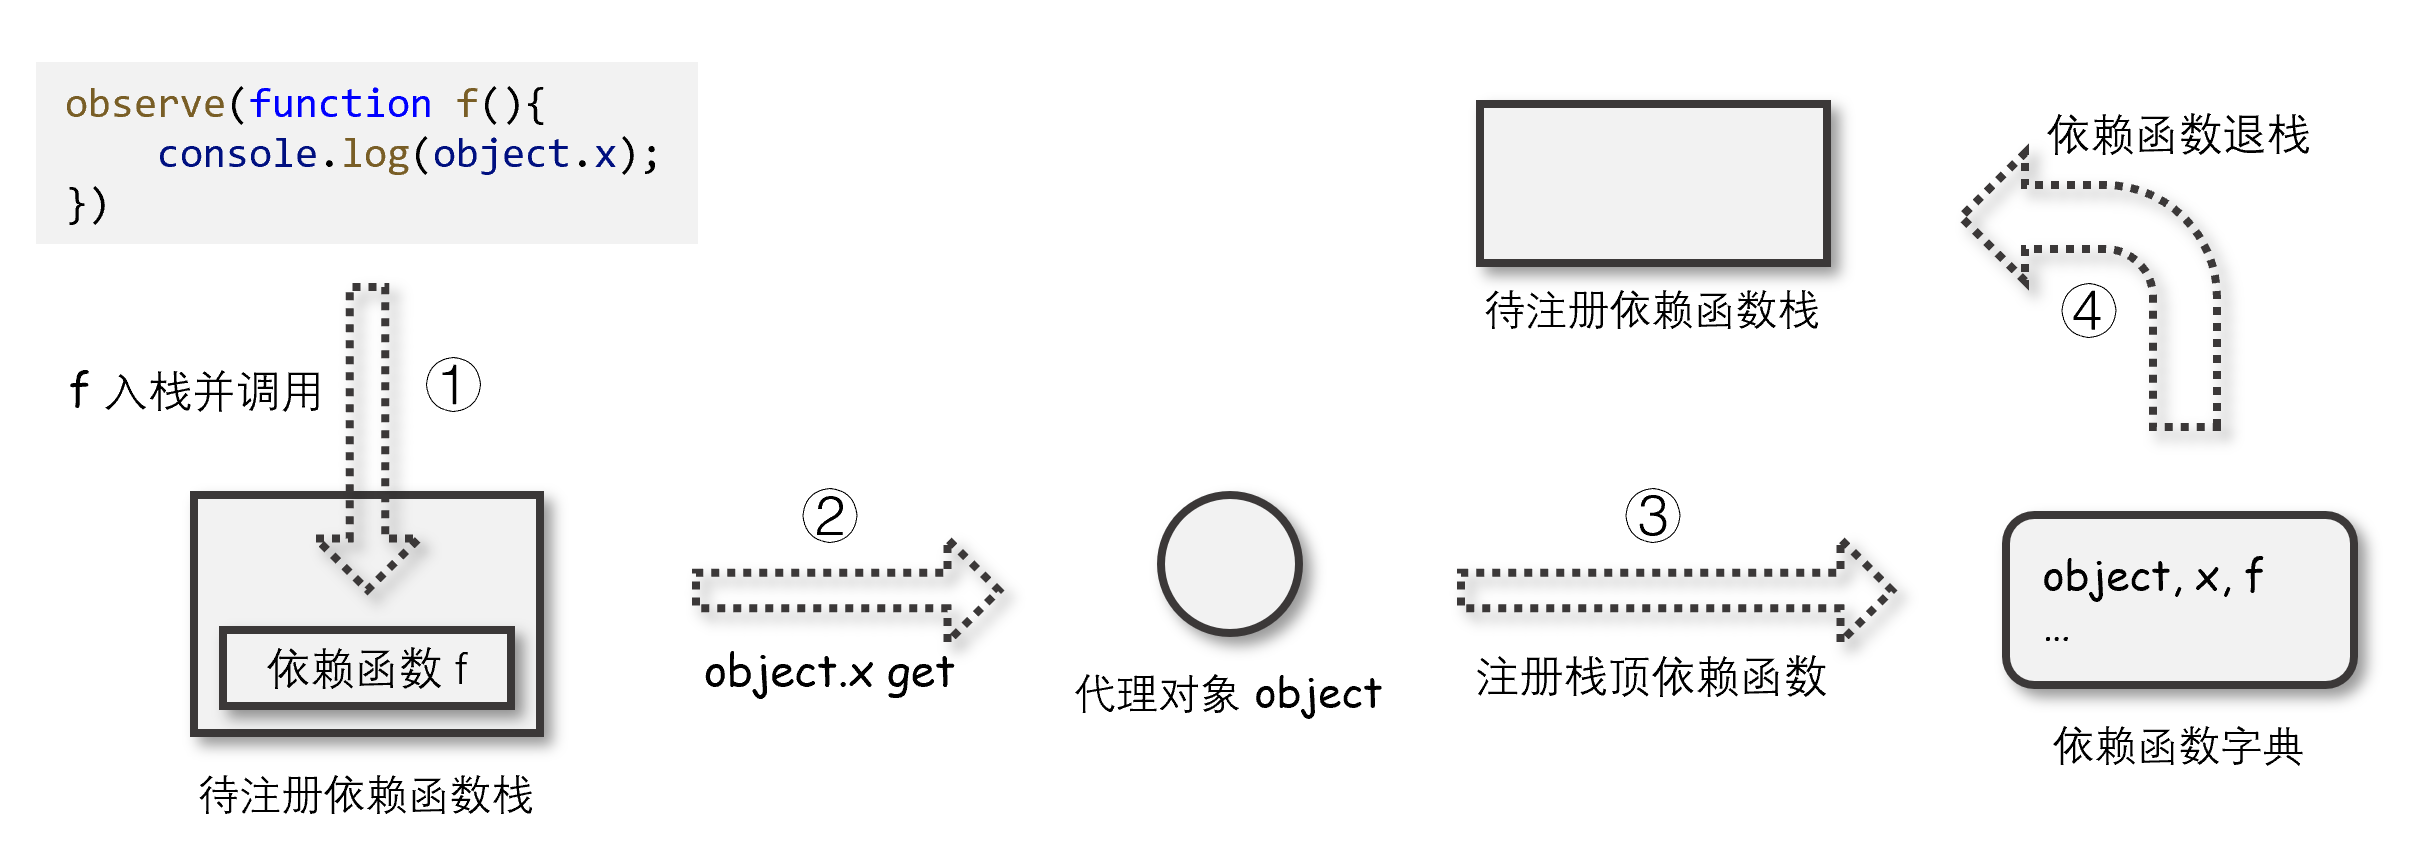 observe(function f(){
    console.log(object.x);
})
f 入栈并调用
①
依赖函数 f
待注册依赖函数栈
②
object.x get
代理对象 object
③
注册栈顶依赖函数
object, x, f
...
依赖函数字典
④
依赖函数退栈
待注册依赖函数栈